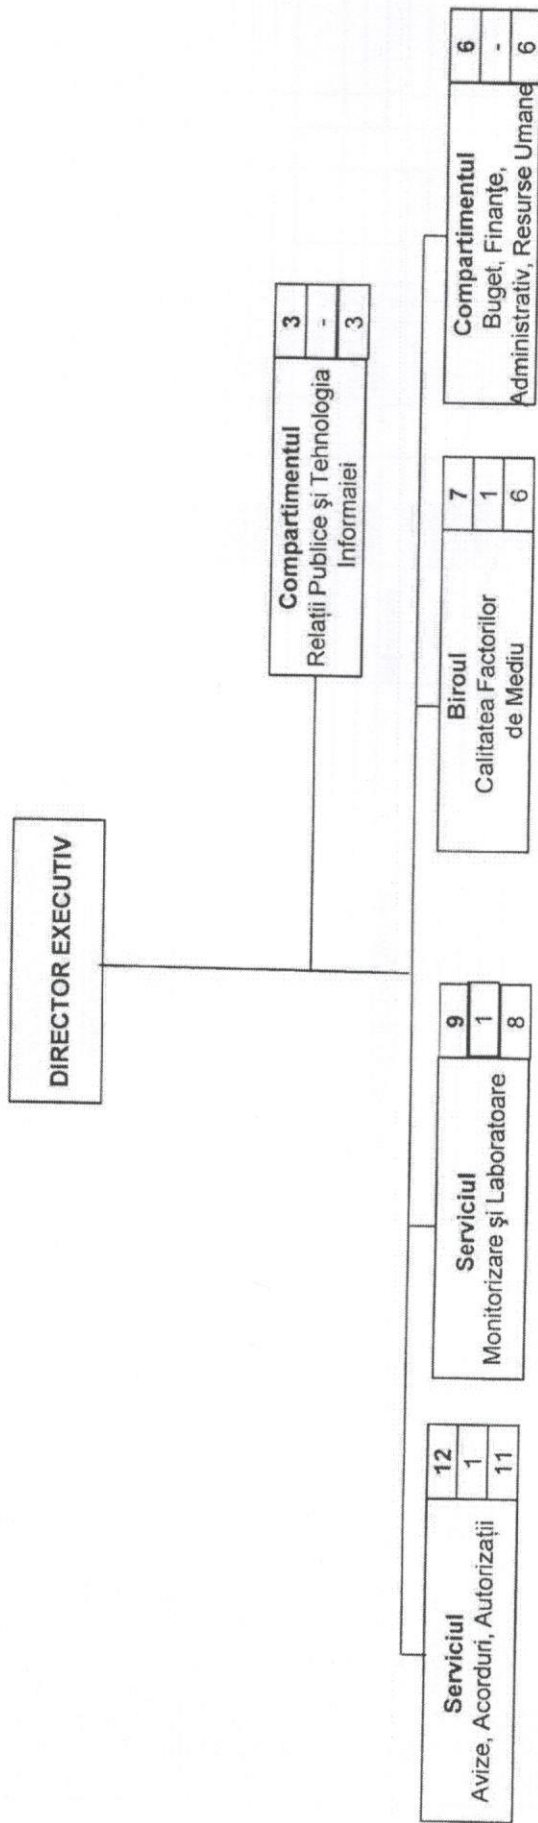 DIRECTOR EXECUTIV
Compartimentul
Relații Publice și Tehnologia
Informaiei
3
-
3
Serviciul
Avize, Acorduri, Autorizații
12
1
11
Serviciul
Monitorizare și Laboratoare
9
1
8
Biroul
Calitatea Factorilor
de Mediu
7
1
6
Compartimentul
Buget, Finanțe,
Administrativ, Resurse Umane
6
-
6